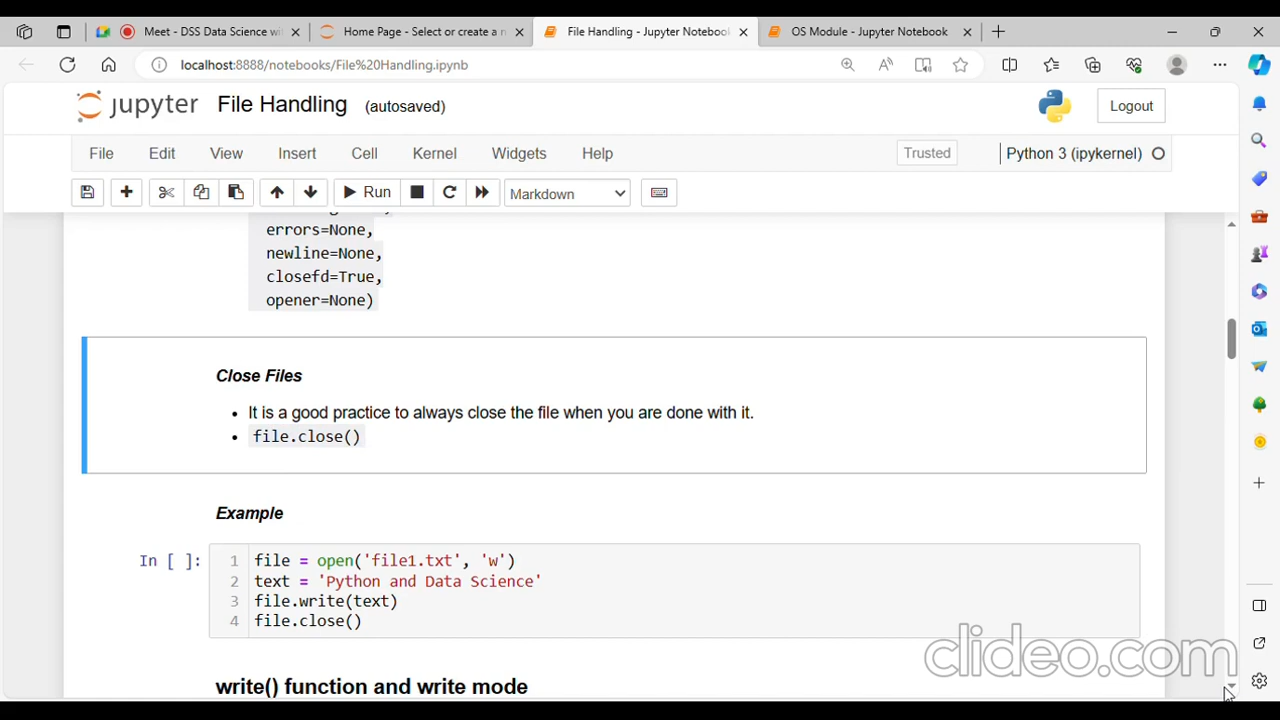 Meet - DSS Data Science wi
Home Page - Select or create a n
File Handling - Jupyter Notebook
OS Module - Jupyter Notebook
localhost:8888/notebooks/File%20Handling.ipynb
jupyter File Handling (autosaved)
Logout
File Edit View Insert Cell Kernel Widgets Help
Trusted
Python 3 (ipykernel)
Run
Markdown
errors=None,
newline=None,
closefd=True,
opener=None)
Close Files
• It is a good practice to always close the file when you are done with it.
• file.close()
Example
In [ ]:
1 file = open('file1.txt', 'w')
2 text = 'Python and Data Science'
3 file.write(text)
4 file.close()
write() function and write mode
clideo.com